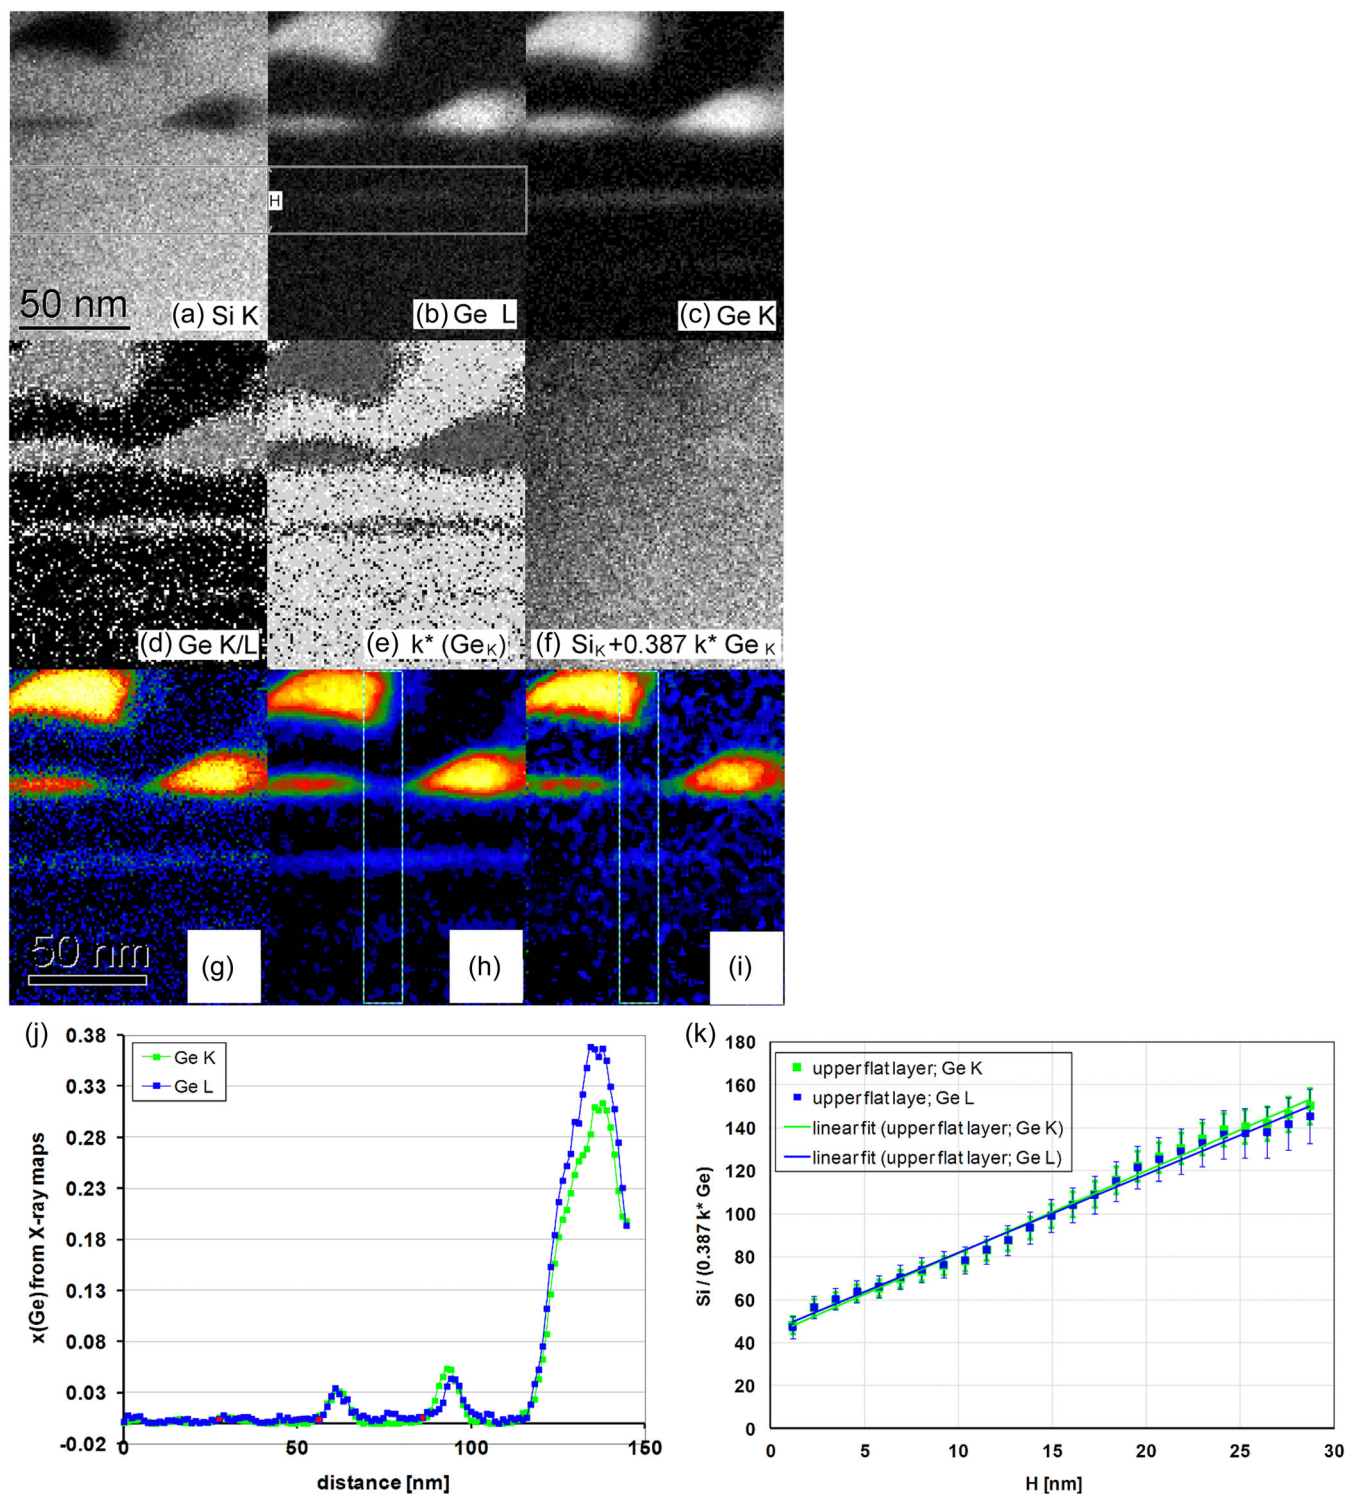 H
50 nm
(a) Si K
(b) Ge L
(c) Ge K
(d) Ge K/L
(e) k* (GeK)
(f) SiK+0.387 k* Ge K
50 nm
(g)
(h)
(i)
(j)
0.38
0.33
0.28
0.23
0.18
0.13
0.08
0.03
-0.02
x(Ge) from X-ray maps
Ge K
Ge L
0
50
100
150
distance [nm]
(k)
180
160
140
120
100
80
60
40
20
0
Si / (0.387 k* Ge)
upper flat layer; Ge K
upper flat laye; Ge L
linear fit (upper flat layer; Ge K)
linear fit (upper flat layer; Ge L)
0
5
10
15
20
25
30
H [nm]